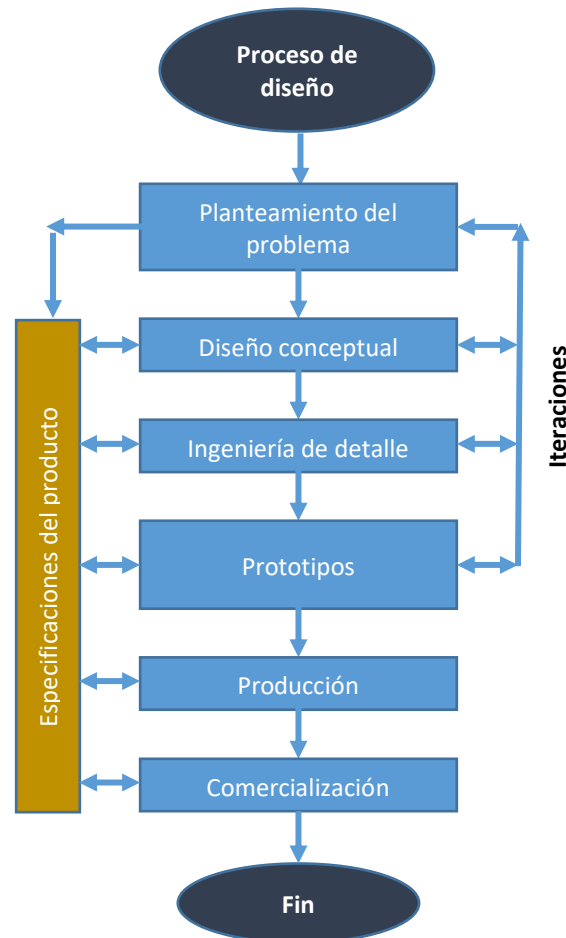 Proceso de
diseño
Planteamiento del
problema
Diseño conceptual
Ingeniería de detalle
Prototipos
Producción
Comercialización
Fin
Especificaciones del producto
Iteraciones